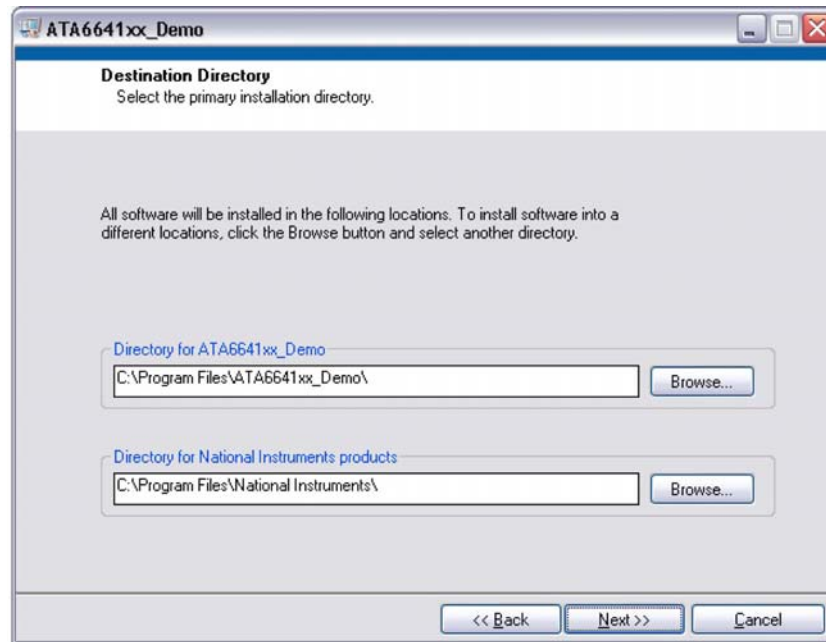 ATA6641xx_Demo
Destination Directory
Select the primary installation directory.
All software will be installed in the following locations. To install software into a
different locations, click the Browse button and select another directory.
Directory for ATA6641xx_Demo
C:\Program Files\ATA6641xx_Demo\
Browse...
Directory for National Instruments products
C:\Program Files\National Instruments\
Browse...
<< Back
Next >>
Cancel